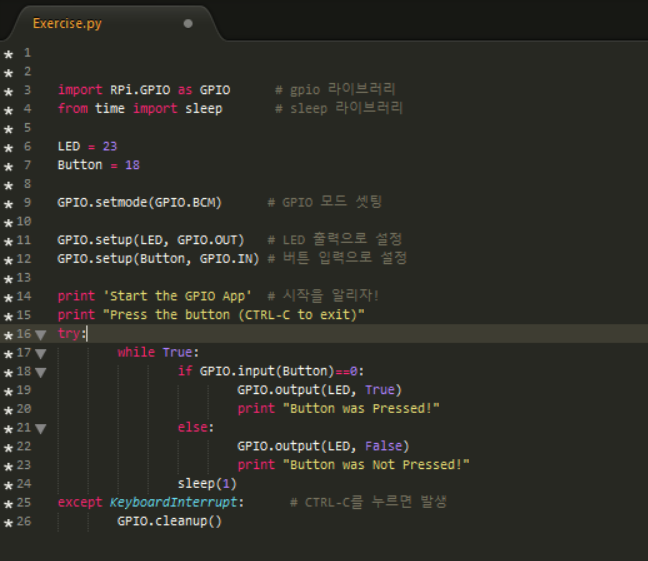 Exercise.py
1
2
3 import RPi.GPIO as GPIO # gpio 라이브러리
4 from time import sleep # sleep 라이브러리
5
6 LED = 23
7 Button = 18
8
9 GPIO.setmode(GPIO.BCM) # GPIO 모드 셋팅
10
11 GPIO.setup(LED, GPIO.OUT) # LED 출력으로 설정
12 GPIO.setup(Button, GPIO.IN) # 버튼 입력으로 설정
13
14 print 'Start the GPIO App' # 시작을 알리자!
15 print "Press the button (CTRL-C to exit)"
16 try:
17 while True:
18 if GPIO.input(Button)==0:
19 GPIO.output(LED, True)
20 print "Button was Pressed!"
21 else:
22 GPIO.output(LED, False)
23 print "Button was Not Pressed!"
24 sleep(1)
25 except KeyboardInterrupt: # CTRL-C를 누르면 발생
26 GPIO.cleanup()